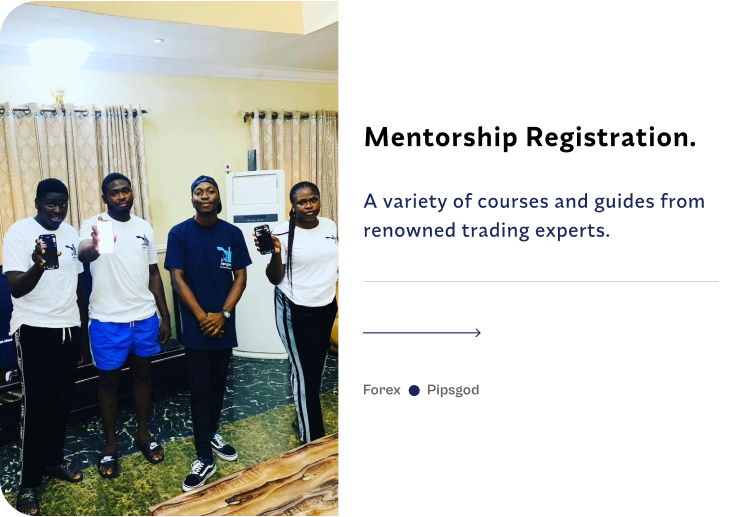 Mentorship Registration.
A variety of courses and guides from
renowned trading experts.
Forex Pipsgod